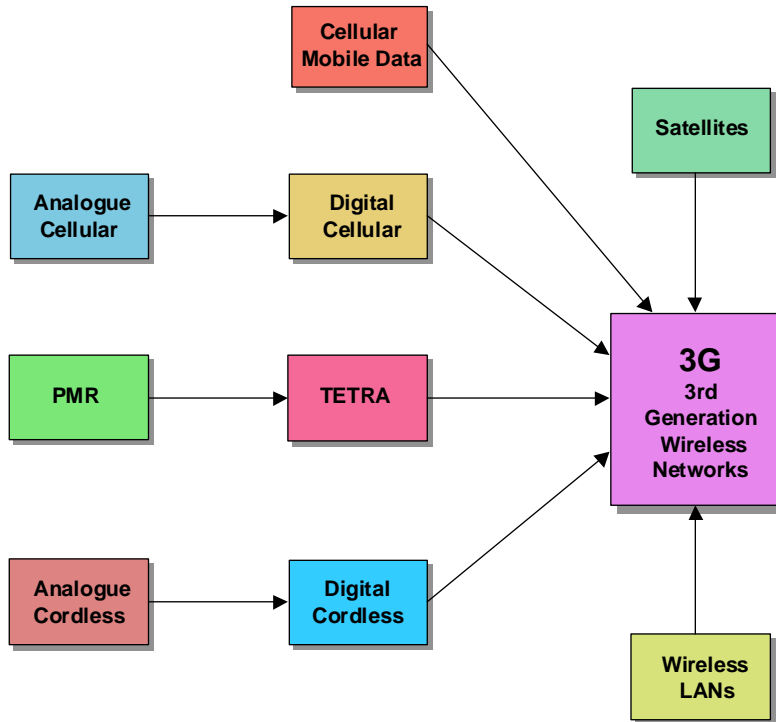 Cellular
Mobile Data
Satellites
Analogue
Cellular
Digital
Cellular
3G
3rd
Generation
Wireless
Networks
PMR
TETRA
Analogue
Cordless
Digital
Cordless
Wireless
LANs